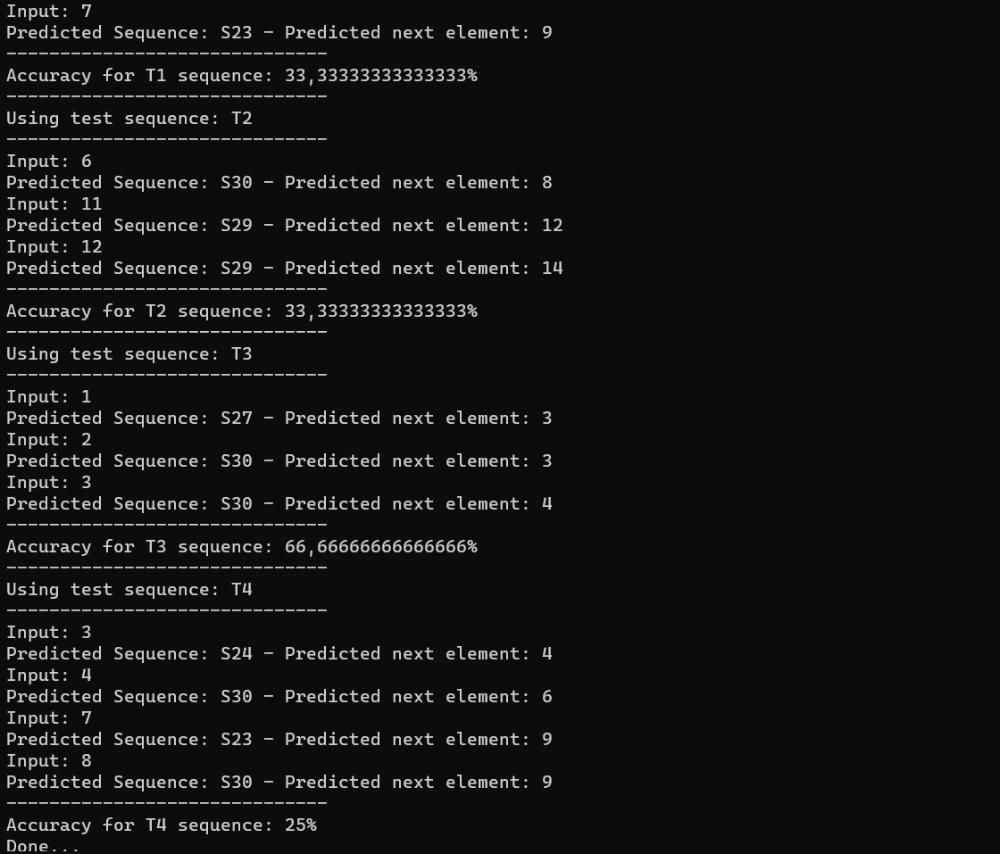 Input: 7
Predicted Sequence: S23 - Predicted next element: 9
------------------------------
Accuracy for T1 sequence: 33,33333333333333%
------------------------------
Using test sequence: T2
------------------------------
Input: 6
Predicted Sequence: S30 - Predicted next element: 8
Input: 11
Predicted Sequence: S29 - Predicted next element: 12
Input: 12
Predicted Sequence: S29 - Predicted next element: 14
------------------------------
Accuracy for T2 sequence: 33,33333333333333%
------------------------------
Using test sequence: T3
------------------------------
Input: 1
Predicted Sequence: S27 - Predicted next element: 3
Input: 2
Predicted Sequence: S30 - Predicted next element: 3
Input: 3
Predicted Sequence: S30 - Predicted next element: 4
------------------------------
Accuracy for T3 sequence: 66,66666666666666%
------------------------------
Using test sequence: T4
------------------------------
Input: 3
Predicted Sequence: S24 - Predicted next element: 4
Input: 4
Predicted Sequence: S30 - Predicted next element: 6
Input: 7
Predicted Sequence: S23 - Predicted next element: 9
Input: 8
Predicted Sequence: S30 - Predicted next element: 9
------------------------------
Accuracy for T4 sequence: 25%
Done...